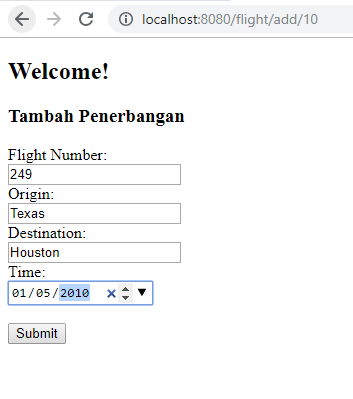 localhost:8080/flight/add/10
Welcome!
Tambah Penerbangan
Flight Number:
249
Origin:
Texas
Destination:
Houston
Time:
01/05/2010
Submit